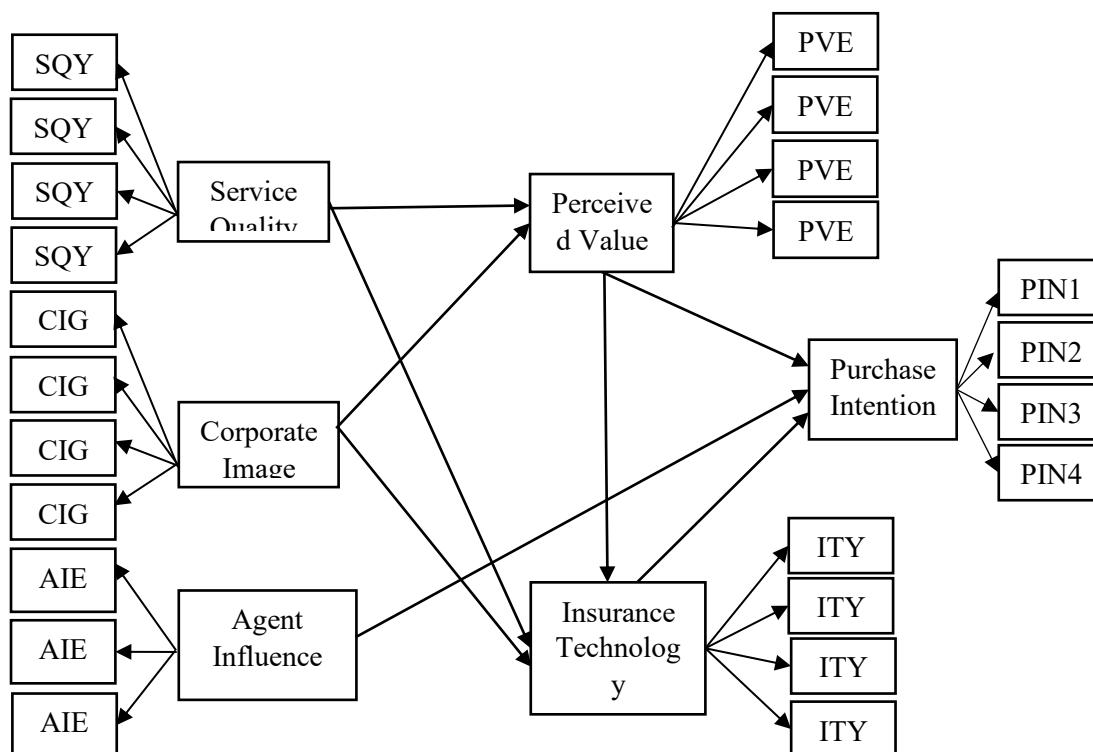 SQY
SQY
SQY
SQY
CIG
CIG
CIG
CIG
AIE
AIE
AIE
Service
Quality
Corporate
Image
Agent
Influence
Perceive
d Value
Insurance
Technolog
y
PVE
PVE
PVE
PVE
Purchase
Intention
PIN1
PIN2
PIN3
PIN4
ITY
ITY
ITY
ITY